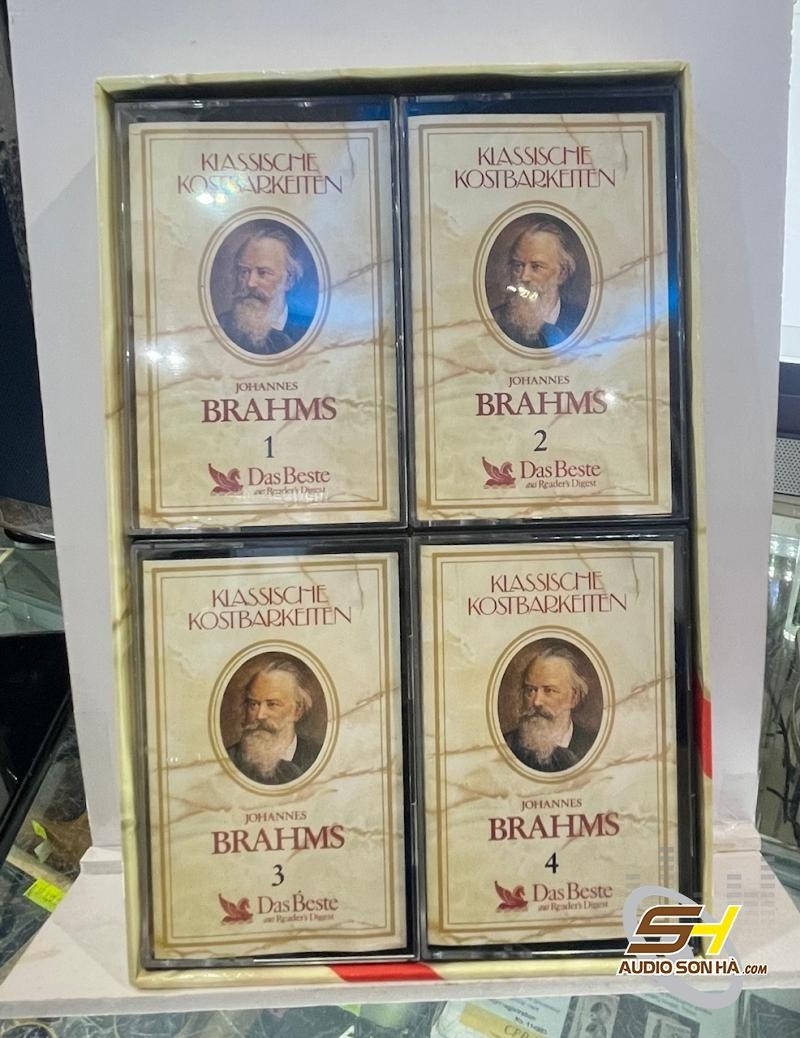 KLASSISCHE
KOSTBARKEITEN
JOHANNES
BRAHMS
1
Das Beste
aus Reader's Digest
KLASSISCHE
KOSTBARKEITEN
JOHANNES
BRAHMS
2
Das Beste
aus Reader's Digest
KLASSISCHE
KOSTBARKEITEN
JOHANNES
BRAHMS
3
Das Beste
aus Reader's Digest
KLASSISCHE
KOSTBARKEITEN
JOHANNES
BRAHMS
4
Das Beste
aus Reader's Digest
SH
AUDIO SƠN HÀ.COM